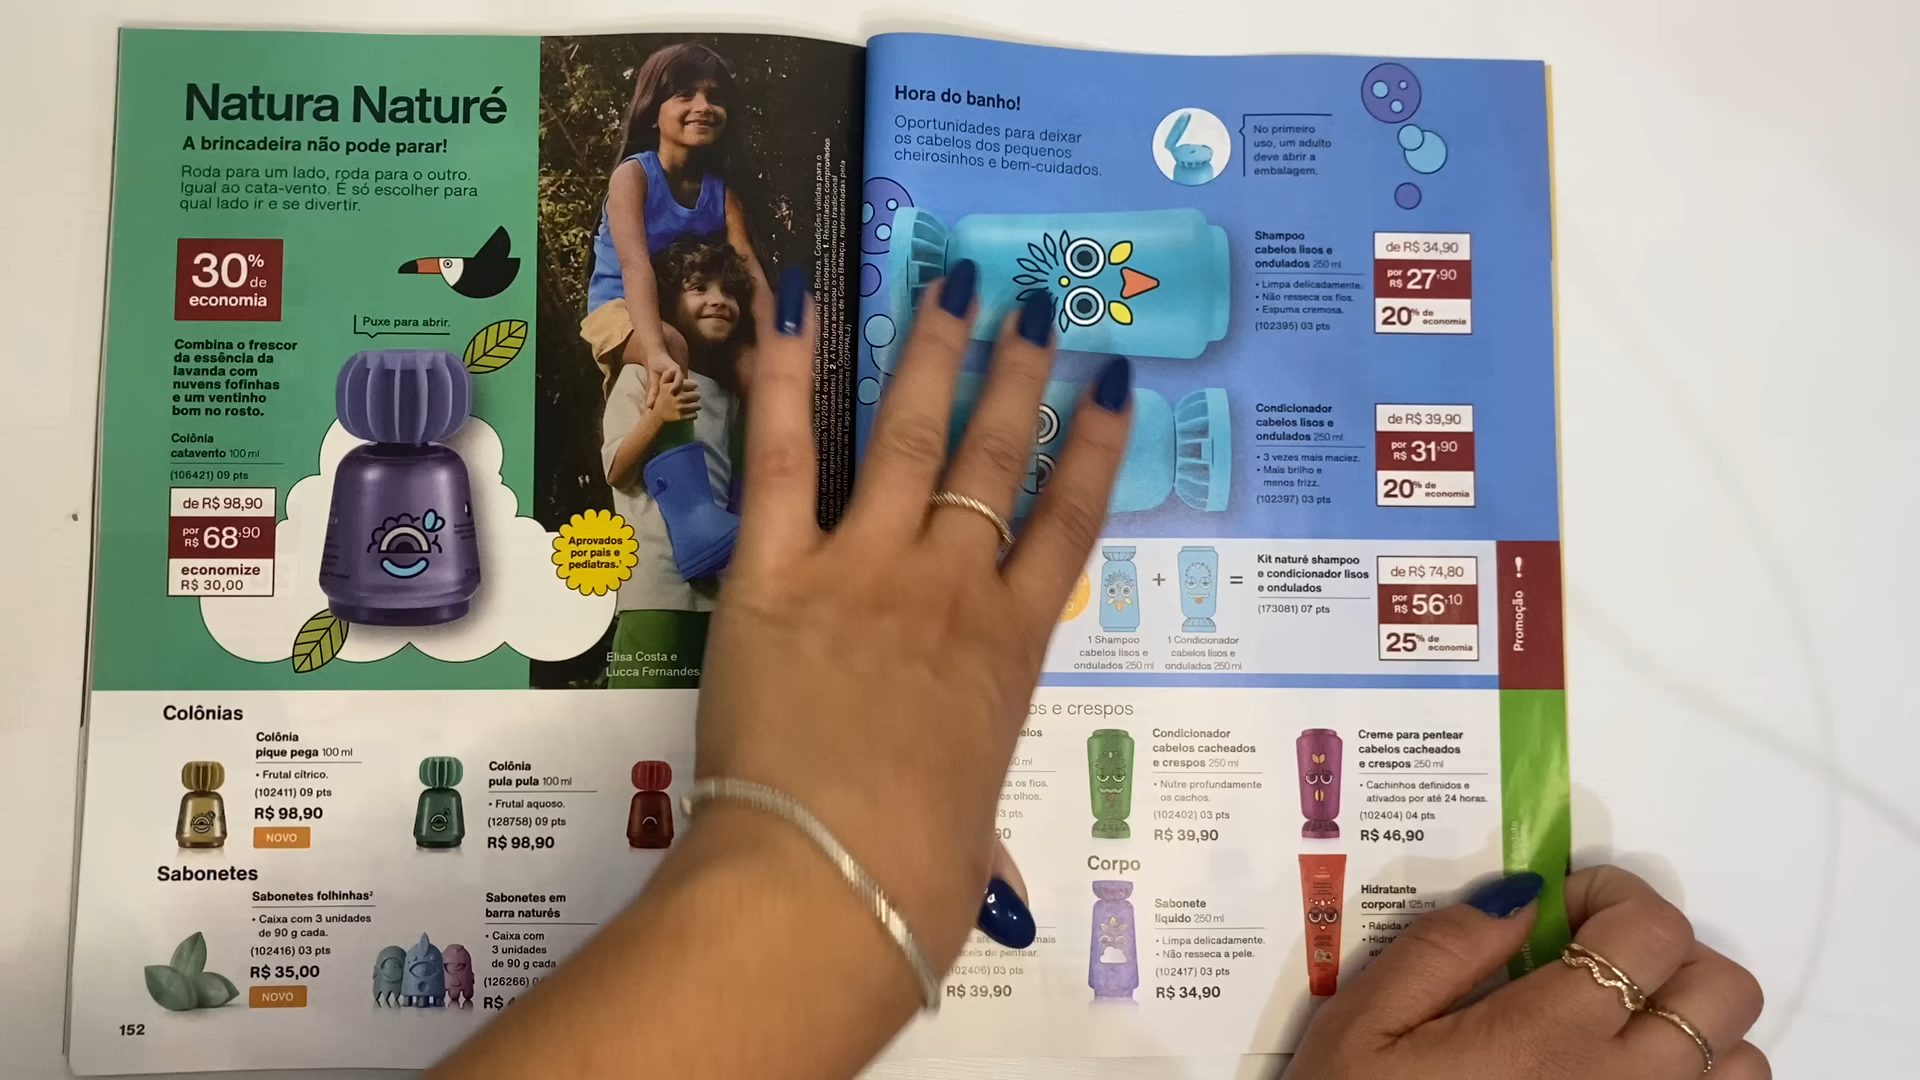 Natura Naturé
A brincadeira não pode parar!
Roda para um lado, roda para o outro.
Igual ao cata-vento. É só escolher para
qual lado ir e se divertir.
30% de
economia
Puxe para abrir.
Combina o frescor
da essência da
lavanda com
nuvens fofinhas
e um ventinho
bom no rosto.
Colônia
catavento 100 ml
(106421) 09 pts
de R$ 98,90
por R$ 68,90
economize
R$ 30,00
Aprovados
por pais e
pediatras.¹
Elisa Costa e
Lucca Fernandes
Colônias
Colônia
pique pega 100 ml
• Frutal cítrico.
(102411) 09 pts
R$ 98,90
NOVO
Colônia
pula pula 100 ml
• Frutal aquoso.
(128758) 09 pts
R$ 98,90
Sabonetes
Sabonetes folhinhas²
• Caixa com 3 unidades
de 90 g cada.
(102416) 03 pts
R$ 35,00
NOVO
Sabonetes em
barra naturés
• Caixa com
3 unidades
de 90 g cada
(126266)
R$
152
Hora do banho!
Oportunidades para deixar
os cabelos dos pequenos
cheirosinhos e bem-cuidados.
No primeiro
uso, um adulto
deve abrir a
embalagem.
Shampoo
cabelos lisos e
ondulados 250 ml
• Limpa delicadamente.
• Não resseca os fios.
• Espuma cremosa.
(102395) 03 pts
de R$ 34,90
por R$ 27,90
20% de economia
Condicionador
cabelos lisos e
ondulados 250 ml
• 3 vezes mais maciez.
• Mais brilho e
menos frizz.
(102397) 03 pts
de R$ 39,90
por R$ 31,90
20% de economia
+
=
1 Shampoo
cabelos lisos e
ondulados 250 ml
1 Condicionador
cabelos lisos e
ondulados 250 ml
Kit naturé shampoo
e condicionador lisos
e ondulados
(173081) 07 pts
de R$ 74,80
por R$ 56,10
25% de economia
Promoção !
os e crespos
Condicionador
cabelos cacheados
e crespos 250 ml
• Nutre profundamente
os cachos.
(102402) 03 pts
R$ 39,90
Creme para pentear
cabelos cacheados
e crespos 250 ml
• Cachinhos definidos e
ativados por até 24 horas.
(102404) 04 pts
R$ 46,90
(102406) 03 pts
R$ 39,90
Corpo
Sabonete
líquido 250 ml
• Limpa delicadamente.
• Não resseca a pele.
(102417) 03 pts
R$ 34,90
Hidratante
corporal 125 ml